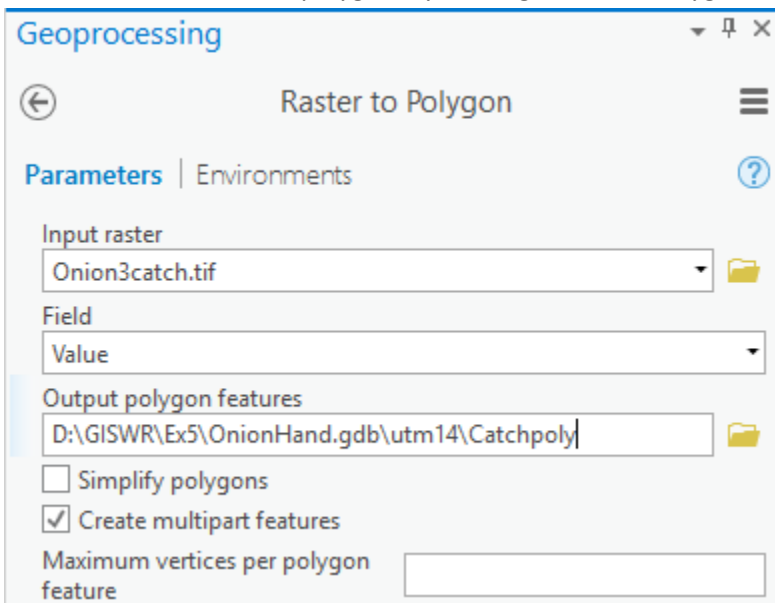 Geoprocessing
Raster to Polygon
Parameters | Environments
?
Input raster
Onion3catch.tif
Field
Value
Output polygon features
D:\GISWR\Ex5\OnionHand.gdb\utm14\Catchpoly
Simplify polygons
Create multipart features
Maximum vertices per polygon
feature